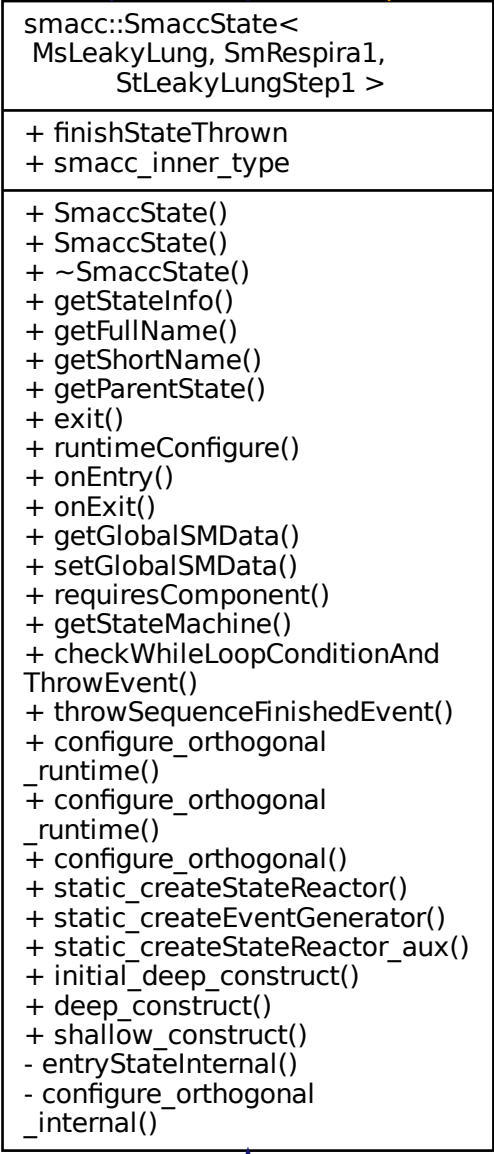 smacc::SmaccState<
MsLeakyLung, SmRespira1,
StLeakyLungStep1 >
+ finishStateThrown
+ smacc_inner_type
+ SmaccState()
+ SmaccState()
+ ~SmaccState()
+ getStateInfo()
+ getFullName()
+ getShortName()
+ getParentState()
+ exit()
+ runtimeConfigure()
+ onEntry()
+ onExit()
+ getGlobalSMData()
+ setGlobalSMData()
+ requiresComponent()
+ getStateMachine()
+ checkWhileLoopConditionAnd
ThrowEvent()
+ throwSequenceFinishedEvent()
+ configure_orthogonal
_runtime()
+ configure_orthogonal
_runtime()
+ configure_orthogonal()
+ static_createStateReactor()
+ static_createEventGenerator()
+ static_createStateReactor_aux()
+ initial_deep_construct()
+ deep_construct()
+ shallow_construct()
- entryStateInternal()
- configure_orthogonal
_internal()